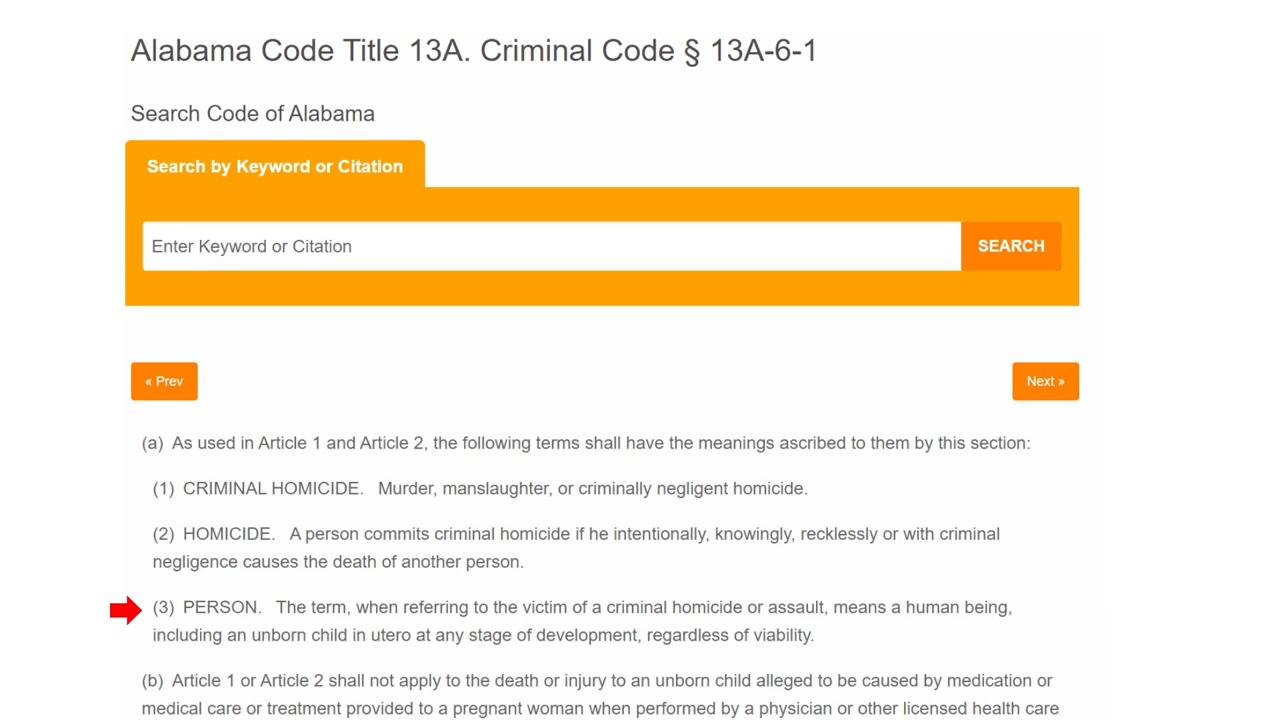 Alabama Code Title 13A. Criminal Code § 13A-6-1
Search Code of Alabama
Search by Keyword or Citation
Enter Keyword or Citation
SEARCH
« Prev
Next »
(a) As used in Article 1 and Article 2, the following terms shall have the meanings ascribed to them by this section:
(1) CRIMINAL HOMICIDE. Murder, manslaughter, or criminally negligent homicide.
(2) HOMICIDE. A person commits criminal homicide if he intentionally, knowingly, recklessly or with criminal
negligence causes the death of another person.
(3) PERSON. The term, when referring to the victim of a criminal homicide or assault, means a human being,
including an unborn child in utero at any stage of development, regardless of viability.
(b) Article 1 or Article 2 shall not apply to the death or injury to an unborn child alleged to be caused by medication or
medical care or treatment provided to a pregnant woman when performed by a physician or other licensed health care